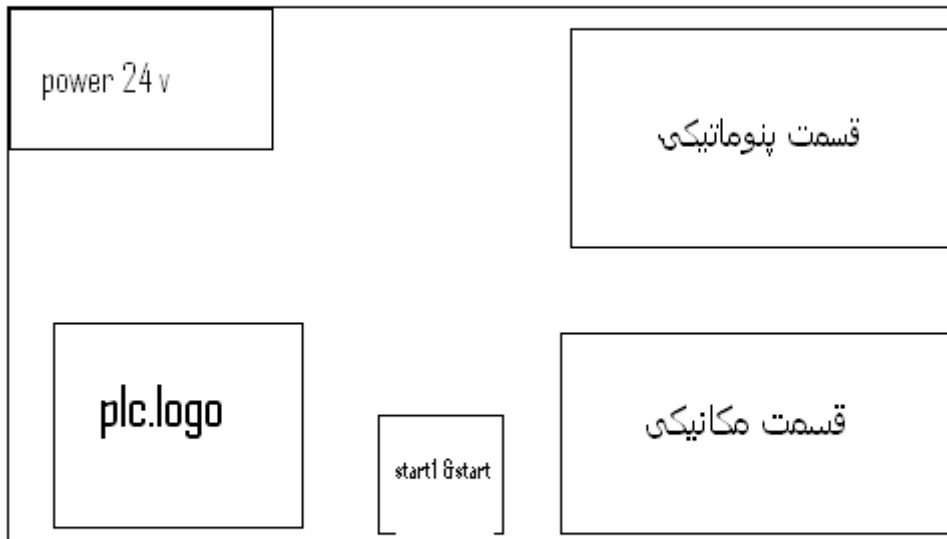 power 24 v
قسمت پنوماتیکی
plc.logo
start1 &start
قسمت مکانیکی